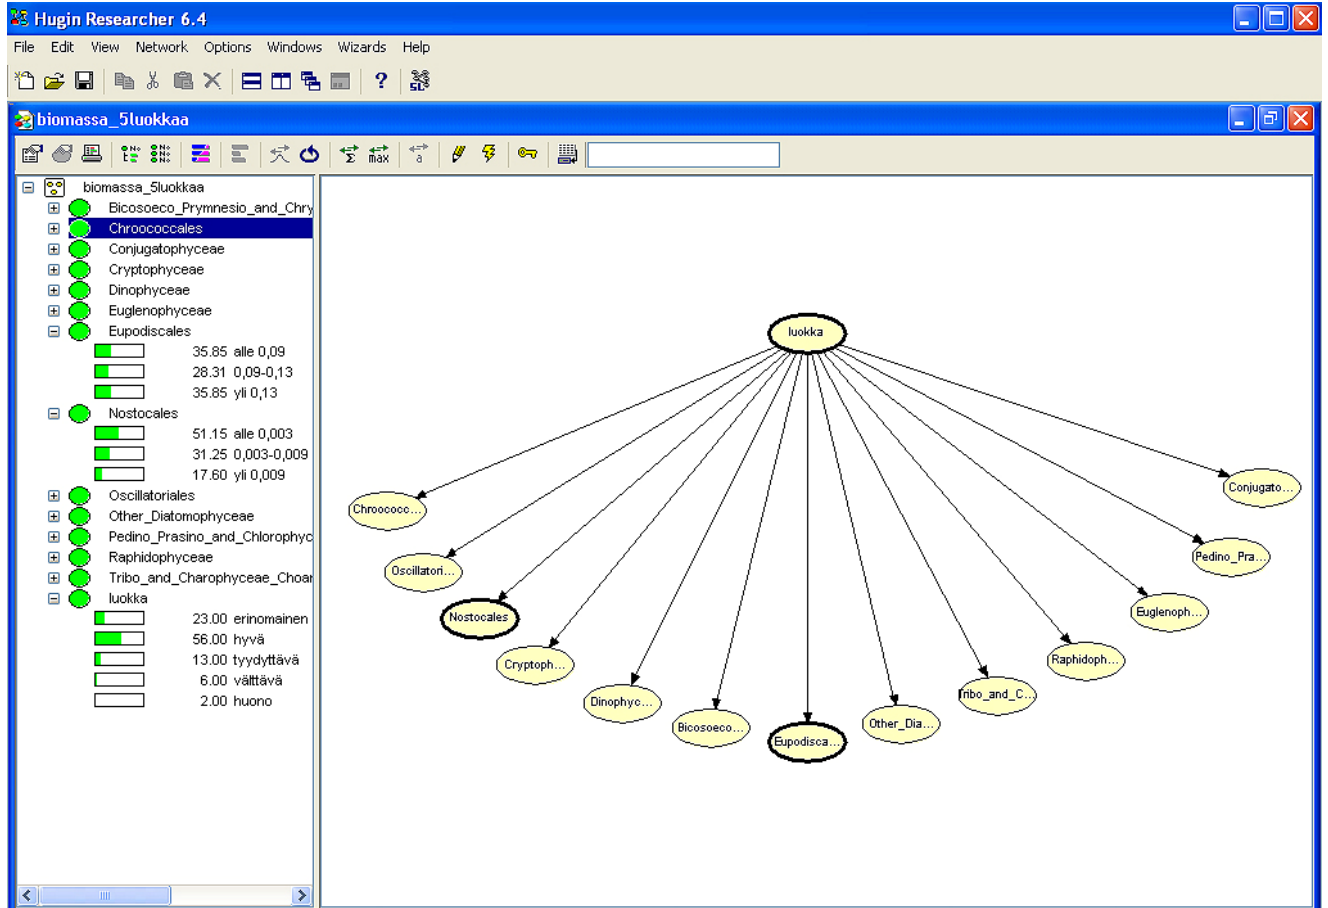 Hugin Researcher 6.4
File Edit View Network Options Windows Wizards Help
? SL
biomassa_5luokkaa
Σ max a
biomassa_5luokkaa
Bicosoeco_Prymnesio_and_Chry
Chroococcales
Conjugatophyceae
Cryptophyceae
Dinophyceae
Euglenophyceae
Eupodiscales
35.85 alle 0,09
28.31 0,09-0,13
35.85 yli 0,13
Nostocales
51.15 alle 0,003
31.25 0,003-0,009
17.60 yli 0,009
Oscillatoriales
Other_Diatomophyceae
Pedino_Prasino_and_Chlorophyc
Raphidophyceae
Tribo_and_Charophyceae_Choar
luokka
23.00 erinomainen
56.00 hyvä
13.00 tyydyttävä
6.00 välttävä
2.00 huono
luokka
Chroococc...
Oscillatori...
Nostocales
Cryptoph...
Dinophyc...
Bicosoeco...
Eupodisca...
Other_Dia...
Tribo_and_C...
Raphidoph...
Euglenoph...
Pedino_Pra...
Conjugato...